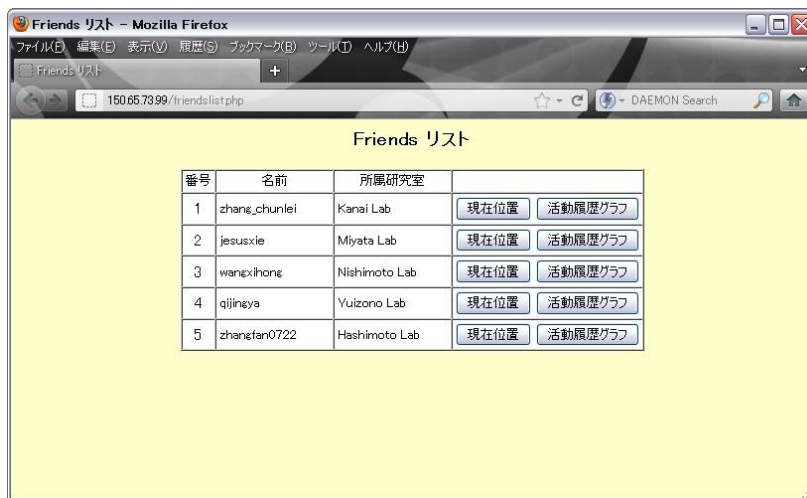 Friends リスト - Mozilla Firefox
ファイル(F) 編集(E) 表示(V) 履歴(S) ブックマーク(B) ツール(T) ヘルプ(H)
Friends リスト
150.65.73.99/friendslist.php DAEMON Search
Friends リスト
番号 名前 所属研究室
1 zhang_chunlei Kanai Lab 現在位置 活動履歴グラフ
2 jesusxie Miyata Lab 現在位置 活動履歴グラフ
3 wangxihong Nishimoto Lab 現在位置 活動履歴グラフ
4 qijingya Yuizono Lab 現在位置 活動履歴グラフ
5 zhangfan0722 Hashimoto Lab 現在位置 活動履歴グラフ